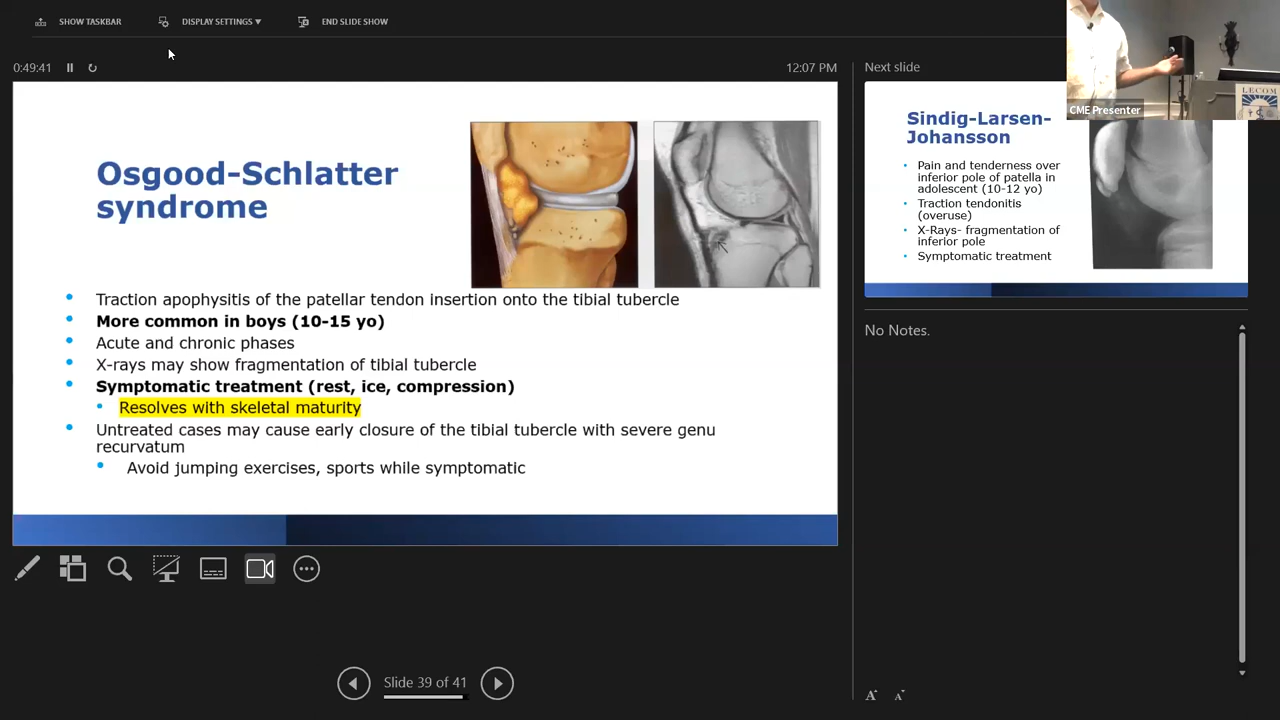 SHOW TASKBAR
DISPLAY SETTINGS
END SLIDE SHOW
0:49:41
12:07 PM
Osgood-Schlatter
syndrome
Traction apophysitis of the patellar tendon insertion onto the tibial tubercle
More common in boys (10-15 yo)
Acute and chronic phases
X-rays may show fragmentation of tibial tubercle
Symptomatic treatment (rest, ice, compression)
Resolves with skeletal maturity
Untreated cases may cause early closure of the tibial tubercle with severe genu
recurvatum
Avoid jumping exercises, sports while symptomatic
Slide 39 of 41
Next slide
Sindig-Larsen-
Johansson
Pain and tenderness over
inferior pole of patella in
adolescent (10-12 yo)
Traction tendonitis
(overuse)
X-Rays- fragmentation of
inferior pole
Symptomatic treatment
No Notes.
A A
CME Presenter
LECOM